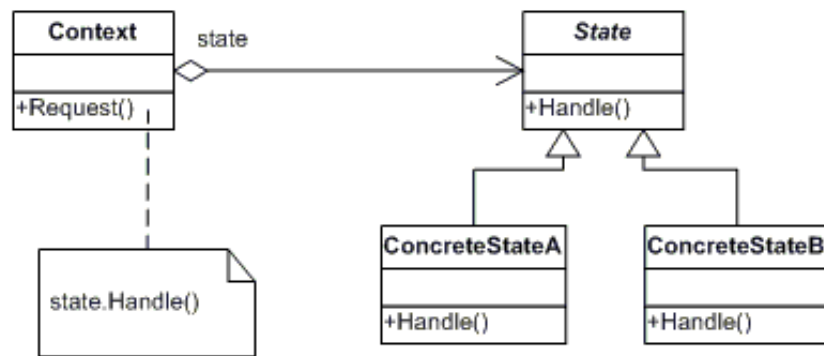 Context
state
State
+Request()
+Handle()
ConcreteStateA
ConcreteStateB
state.Handle()
+Handle()
+Handle()